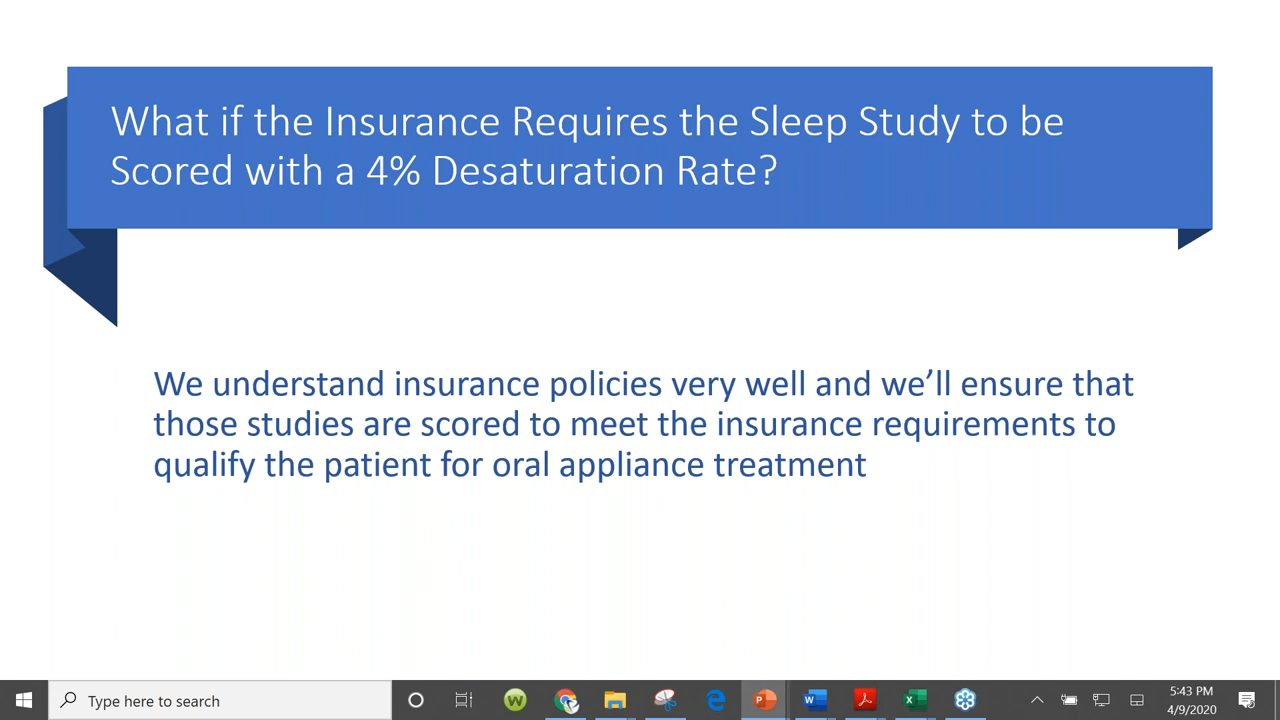 What if the Insurance Requires the Sleep Study to be
Scored with a 4% Desaturation Rate?
We understand insurance policies very well and we’ll ensure that
those studies are scored to meet the insurance requirements to
qualify the patient for oral appliance treatment
Type here to search
5:43 PM
4/9/2020